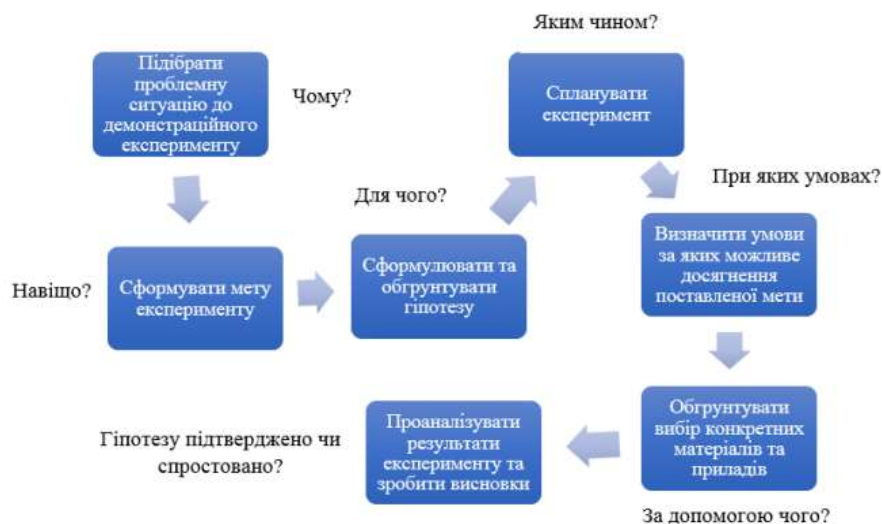 Підібрати
проблемну
ситуацію до
демонстраційного
експерименту
Чому?
Навіщо?
Сформувати мету
експерименту
Для чого?
Сформулювати та
обгрунтувати
гіпотезу
Яким чином?
Спланувати
експеримент
При яких умовах?
Визначити умови
за яких можливе
досягнення
поставленої мети
Обгрунтувати
вибір конкретних
матеріалів та
приладів
За допомогою чого?
Проаналізувати
результати
експерименту та
зробити висновки
Гіпотезу підтверджено чи
спростовано?